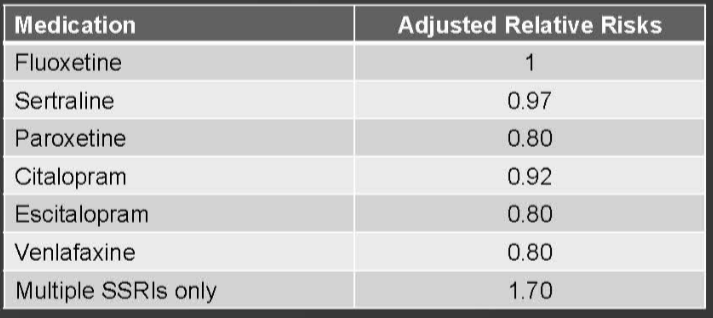 Medication Adjusted Relative Risks
Fluoxetine 1
Sertraline 0.97
Paroxetine 0.80
Citalopram 0.92
Escitalopram 0.80
Venlafaxine 0.80
Multiple SSRIs only 1.70